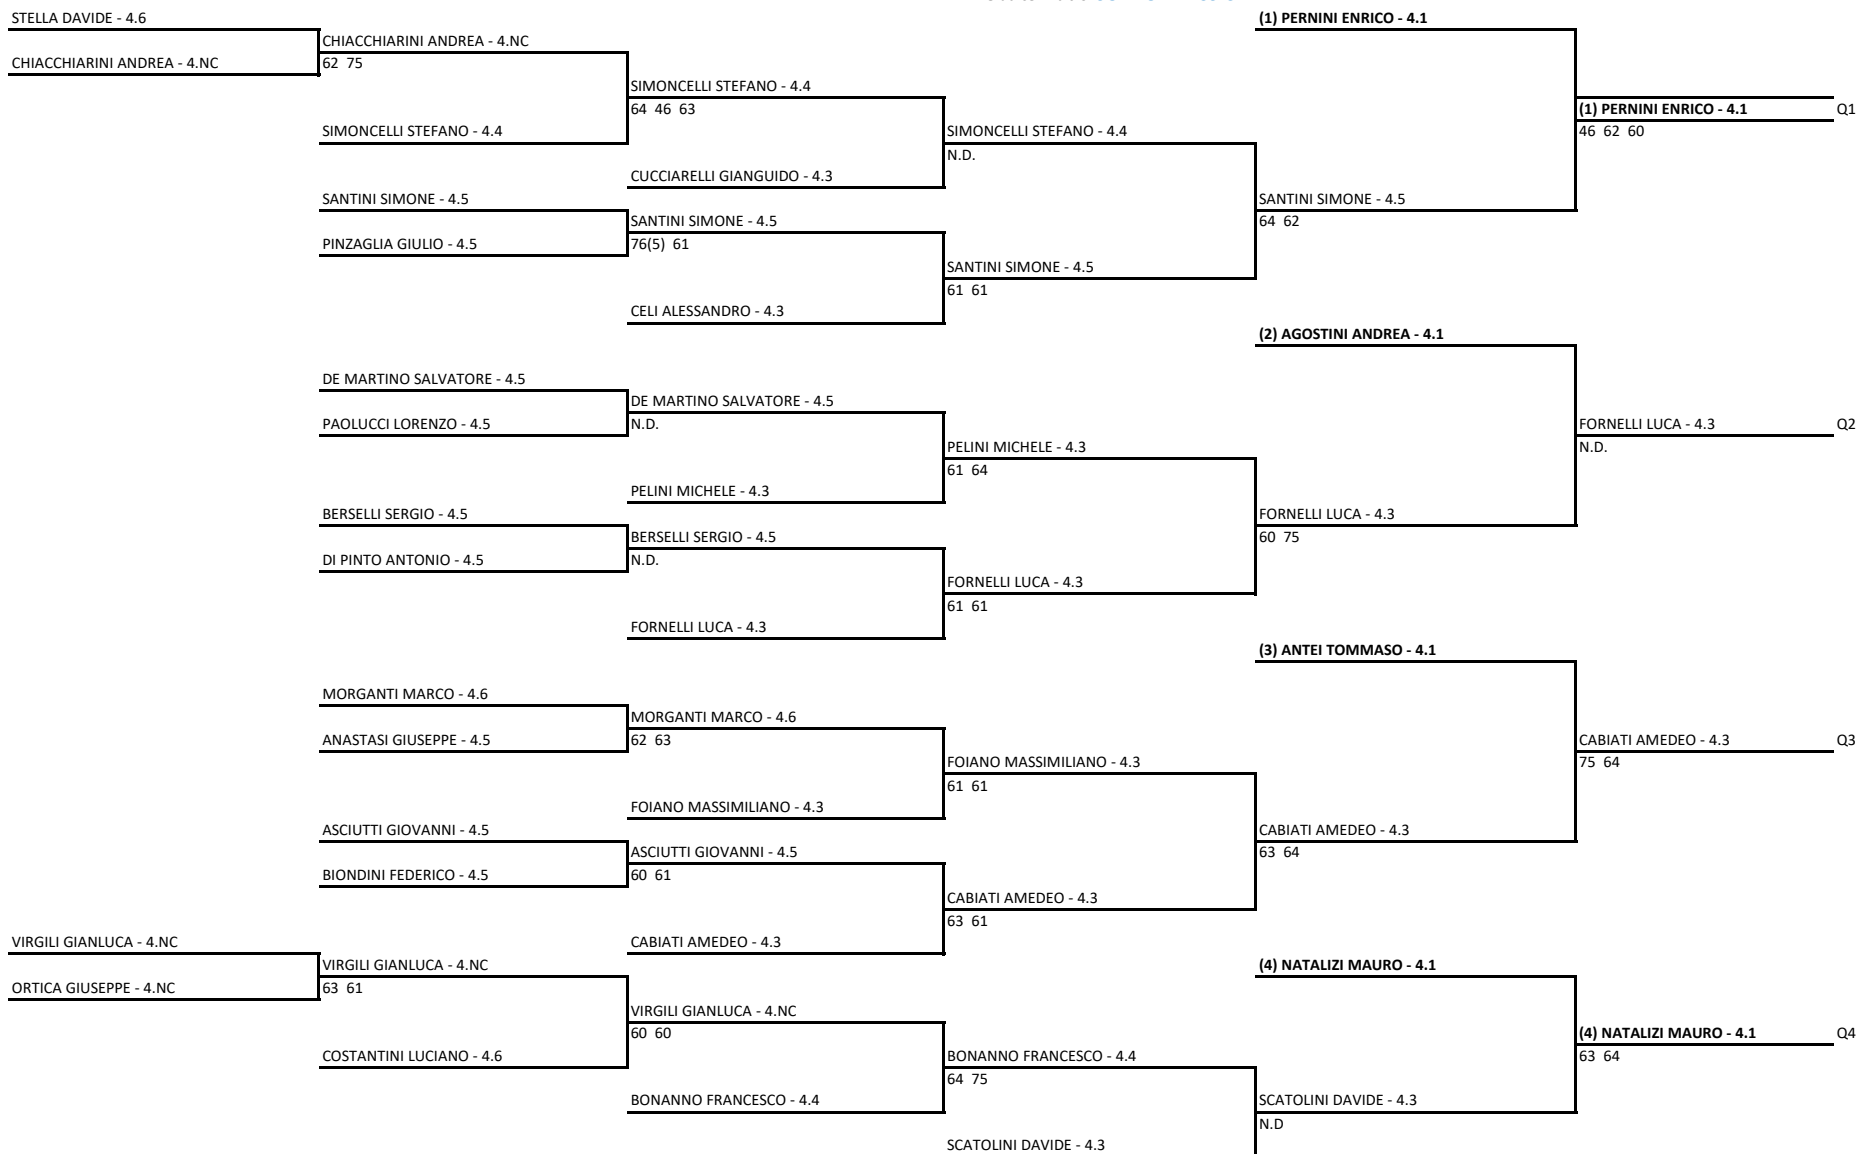 STELLA DAVIDE - 4.6
(1) PERNINI ENRICO - 4.1
CHIACCHIARINI ANDREA - 4.NC
CHIACCHIARINI ANDREA - 4.NC
62 75
SIMONCELLI STEFANO - 4.4
64 46 63
(1) PERNINI ENRICO - 4.1 Q1
SIMONCELLI STEFANO - 4.4
SIMONCELLI STEFANO - 4.4
46 62 60
N.D.
CUCCIARELLI GIANGUIDO - 4.3
SANTINI SIMONE - 4.5
SANTINI SIMONE - 4.5
SANTINI SIMONE - 4.5
64 62
PINZAGLIA GIULIO - 4.5
76(5) 61
SANTINI SIMONE - 4.5
61 61
CELI ALESSANDRO - 4.3
(2) AGOSTINI ANDREA - 4.1
DE MARTINO SALVATORE - 4.5
DE MARTINO SALVATORE - 4.5
PAOLUCCI LORENZO - 4.5
N.D.
FORNELLI LUCA - 4.3 Q2
PELINI MICHELE - 4.3
N.D.
61 64
PELINI MICHELE - 4.3
BERSELLI SERGIO - 4.5
FORNELLI LUCA - 4.3
BERSELLI SERGIO - 4.5
60 75
DI PINTO ANTONIO - 4.5
N.D.
FORNELLI LUCA - 4.3
61 61
FORNELLI LUCA - 4.3
(3) ANTEI TOMMASO - 4.1
MORGANTI MARCO - 4.6
MORGANTI MARCO - 4.6
ANASTASI GIUSEPPE - 4.5
62 63
CABIATI AMEDEO - 4.3 Q3
FOIANO MASSIMILIANO - 4.3
75 64
61 61
FOIANO MASSIMILIANO - 4.3
ASCIUTTI GIOVANNI - 4.5
CABIATI AMEDEO - 4.3
ASCIUTTI GIOVANNI - 4.5
63 64
BIONDINI FEDERICO - 4.5
60 61
CABIATI AMEDEO - 4.3
63 61
VIRGILI GIANLUCA - 4.NC
CABIATI AMEDEO - 4.3
VIRGILI GIANLUCA - 4.NC
(4) NATALIZI MAURO - 4.1
ORTICA GIUSEPPE - 4.NC
63 61
VIRGILI GIANLUCA - 4.NC
60 60
(4) NATALIZI MAURO - 4.1 Q4
COSTANTINI LUCIANO - 4.6
BONANNO FRANCESCO - 4.4
63 64
64 75
BONANNO FRANCESCO - 4.4
SCATOLINI DAVIDE - 4.3
N.D
SCATOLINI DAVIDE - 4.3